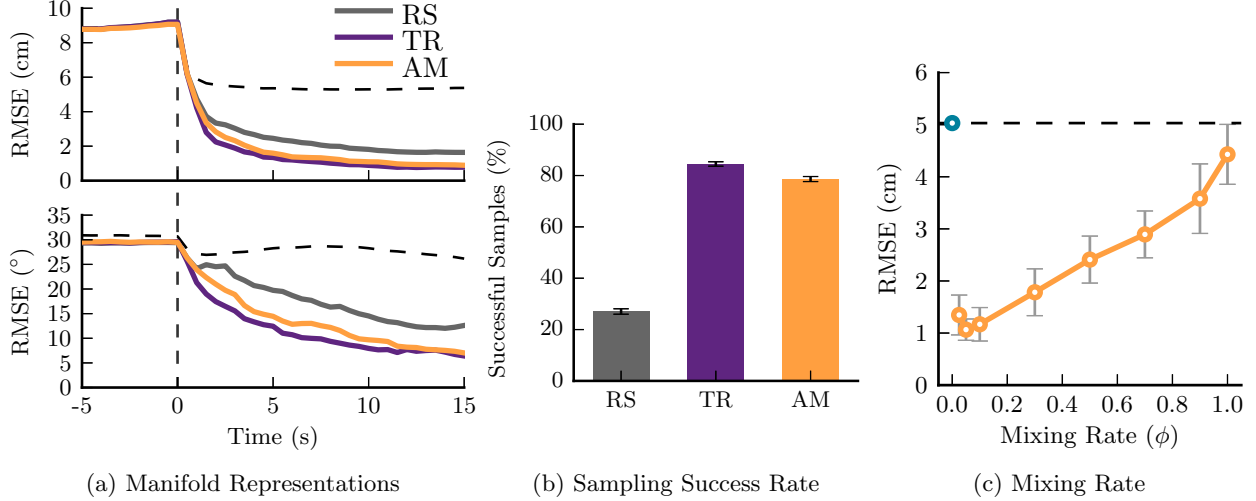 RMSE (cm)
10
8
6
4
2
0
RS
TR
AM
RMSE (°)
35
30
25
20
15
10
5
0
-5
0
5
10
15
Time (s)
(a) Manifold Representations
Successful Samples (%)
100
80
60
40
20
0
RS
TR
AM
(b) Sampling Success Rate
RMSE (cm)
6
5
4
3
2
1
0
0.0
0.2
0.4
0.6
0.8
1.0
Mixing Rate (ϕ)
(c) Mixing Rate